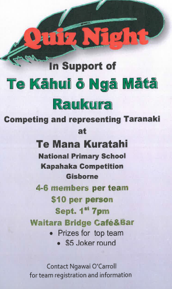 Quiz Night
In Support of
Te Kāhui ō Ngā Mātā
Raukura
Competing and representing Taranaki
at
Te Mana Kuratahi
National Primary School
Kapahaka Competition
Gisborne
4-6 members per team
$10 per person
Sept. 1st 7pm
Waitara Bridge Café&Bar
• Prizes for top team
• $5 Joker round
Contact Ngawai O'Carroll
for team registration and information